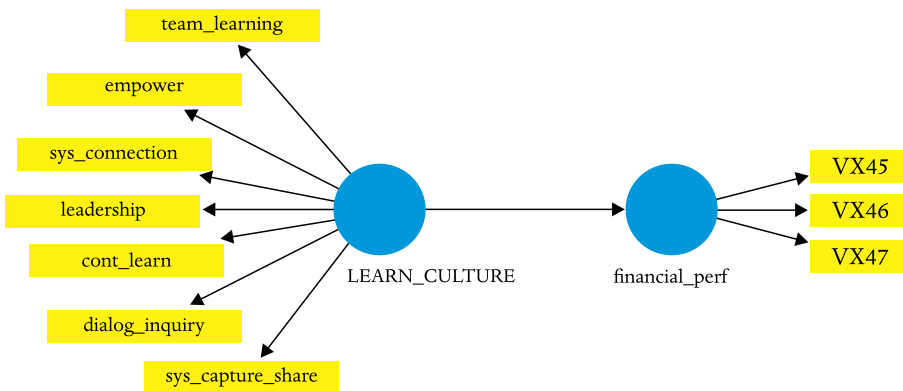 team_learning
empower
sys_connection
leadership
cont_learn
dialog_inquiry
sys_capture_share
LEARN_CULTURE
financial_perf
VX45
VX46
VX47